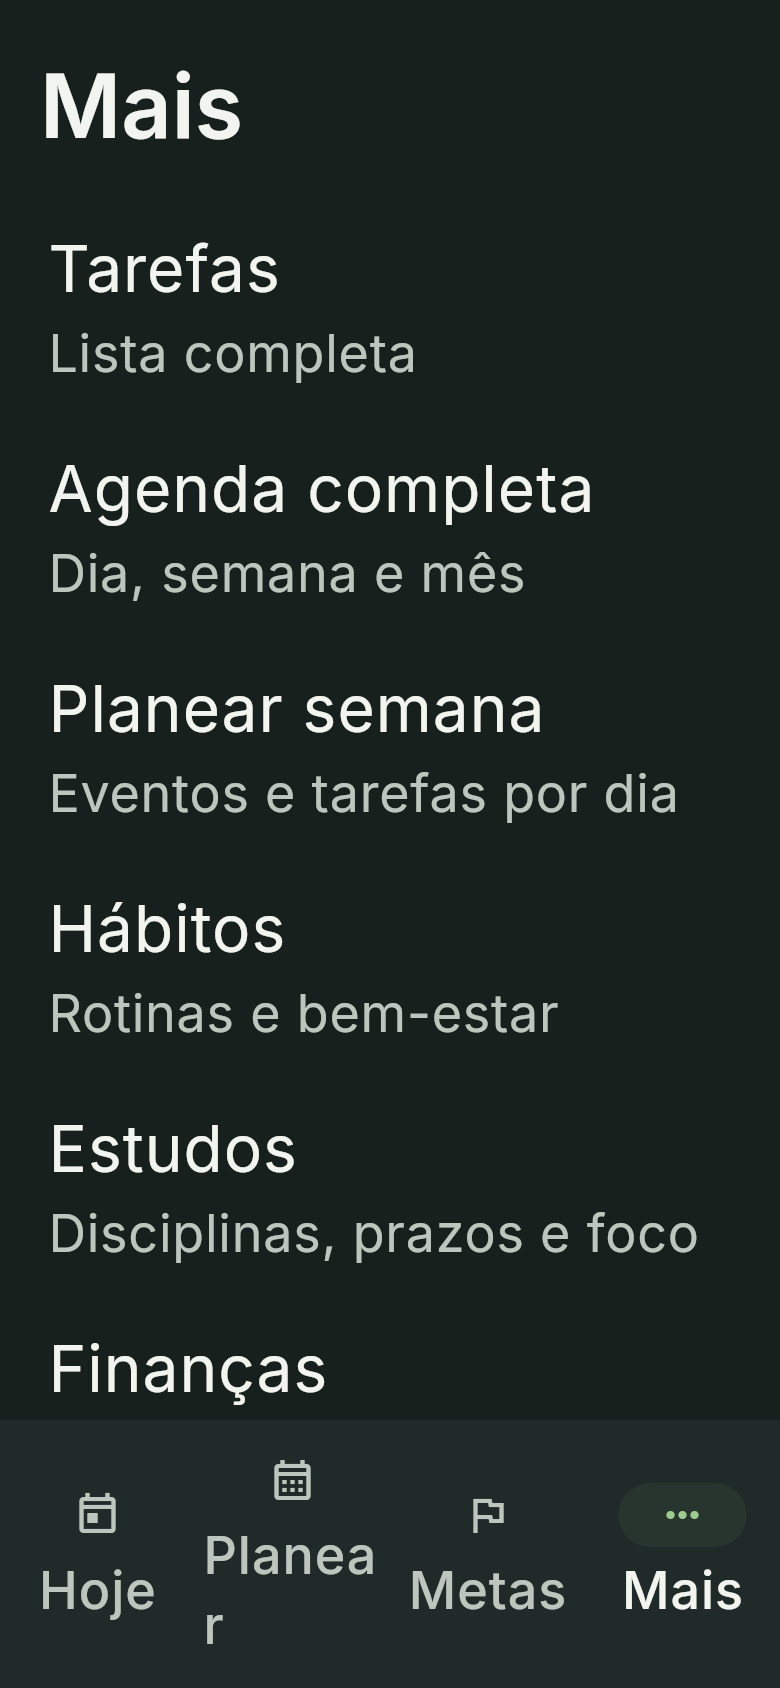 Mais
Tarefas
Lista completa
Agenda completa
Dia, semana e mês
Planear semana
Eventos e tarefas por dia
Hábitos
Rotinas e bem-estar
Estudos
Disciplinas, prazos e foco
Finanças
Hoje
Planea
r
Metas
Mais